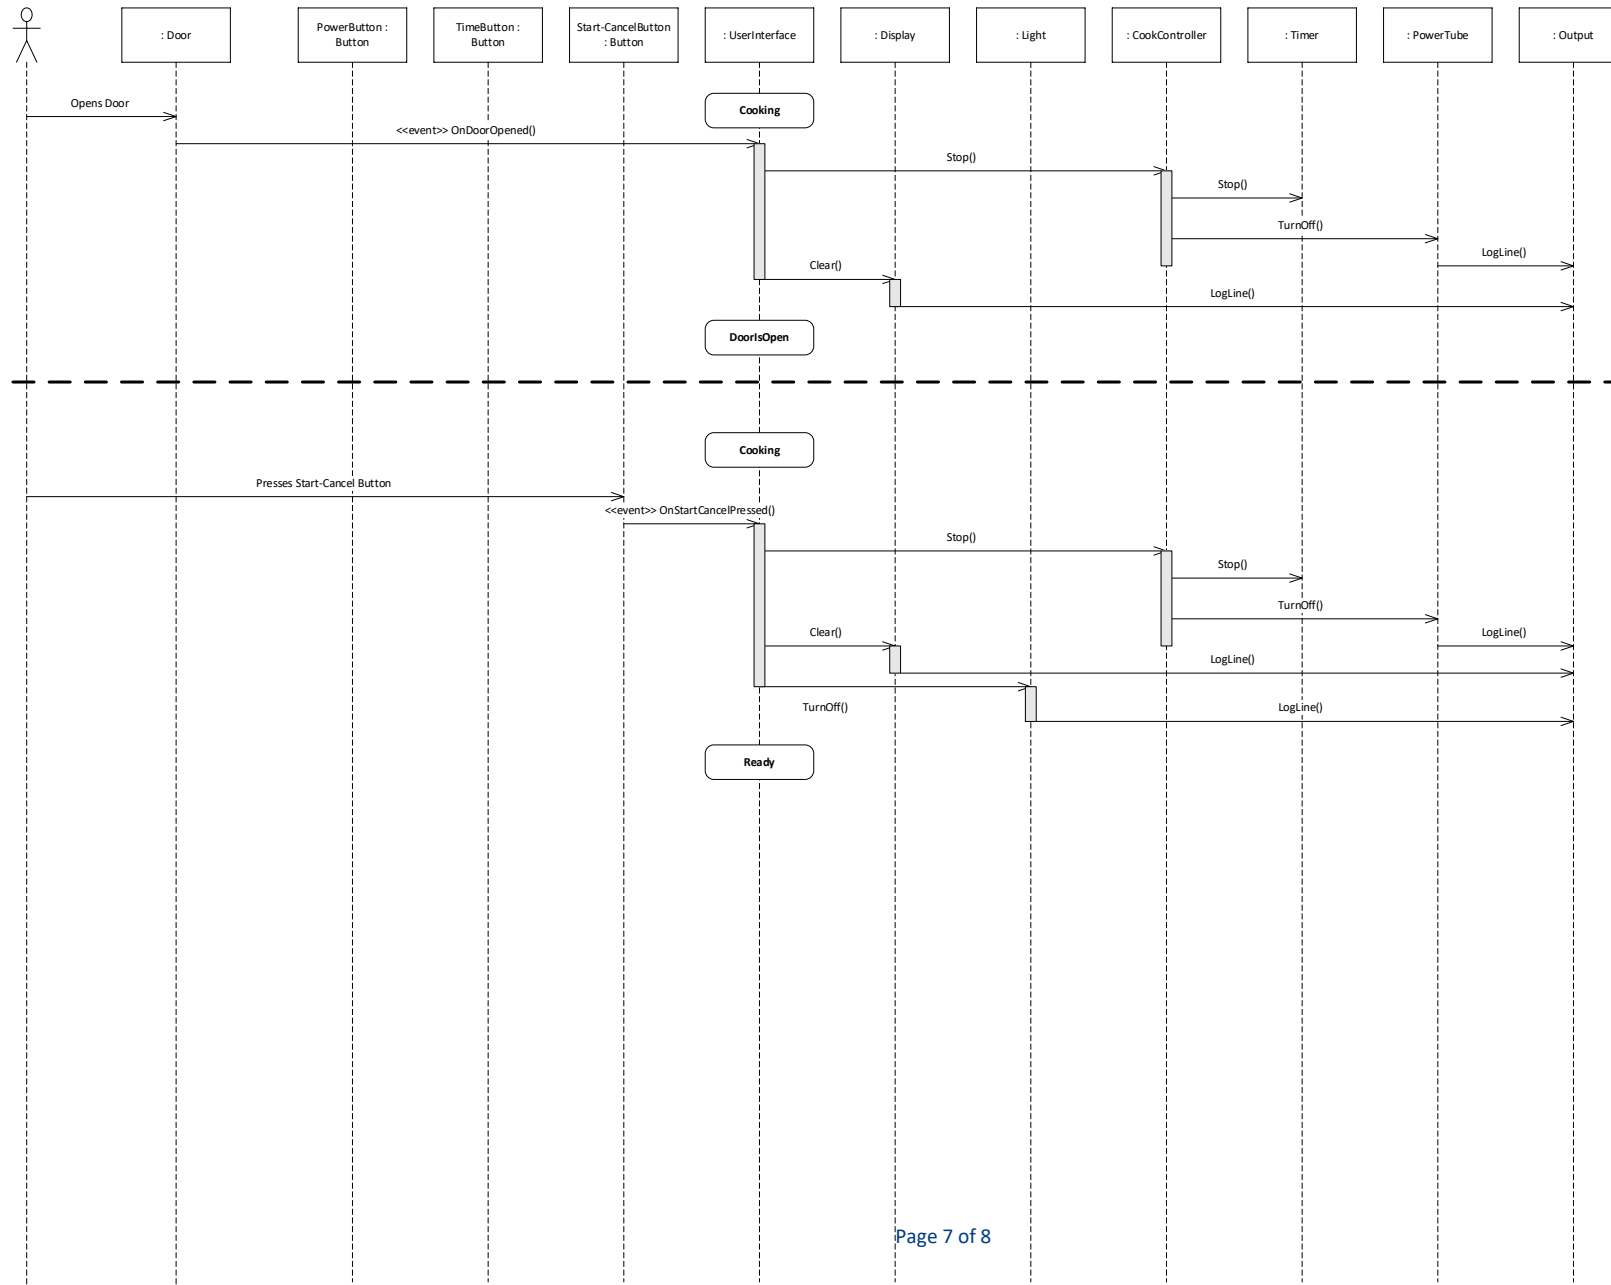 : Door
PowerButton :
Button
TimeButton :
Button
Start-CancelButton
: Button
: UserInterface
: Display
: Light
: CookController
: Timer
: PowerTube
: Output
Opens Door
Cooking
<<event>> OnDoorOpened()
Stop()
Stop()
TurnOff()
LogLine()
Clear()
LogLine()
DoorIsOpen
Cooking
Presses Start-Cancel Button
<<event>> OnStartCancelPressed()
Stop()
Stop()
TurnOff()
Clear()
LogLine()
LogLine()
TurnOff()
LogLine()
Ready
Page 7 of 8